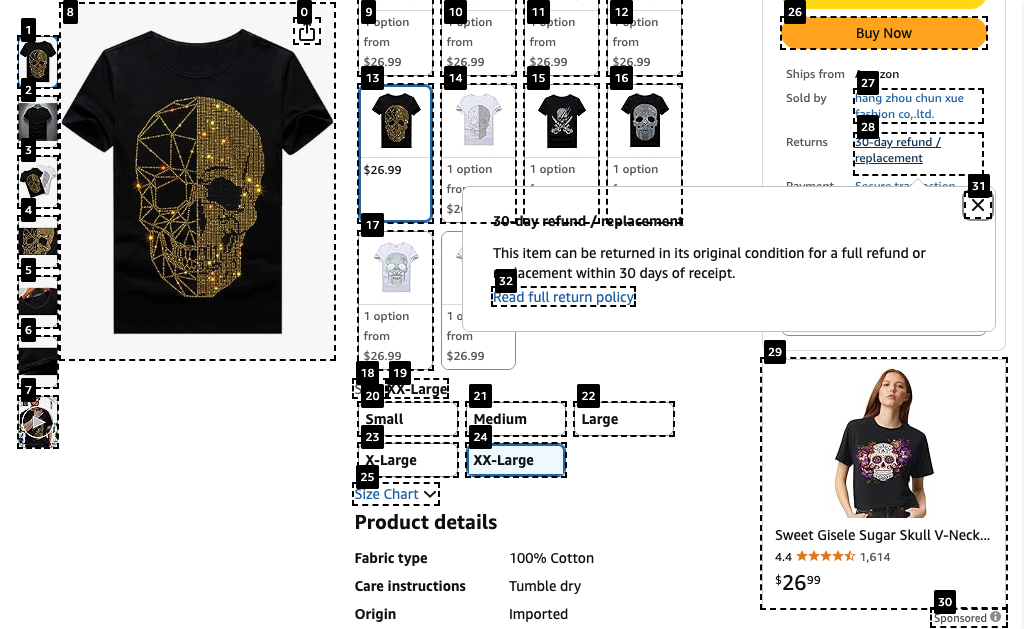 8
0
9
10
11
12
26
1
1 option
1 option
1 option
1 option
from
from
from
from
$26.99
$26.99
$26.99
$26.99
Buy Now
2
13
14
15
16
Ships from
27
Sold by
hang zhou chun xue
fashion co,.ltd.
28
Returns
30-day refund /
replacement
3
$26.99
1 option
1 option
1 option
Payment
Secure transaction
31
4
17
30-day refund / replacement
This item can be returned in its original condition for a full refund or
replacement within 30 days of receipt.
32
Read full return policy
5
6
7
1 option
from
from
$26.99
$26.99
29
18
19
XX-Large
20
21
22
Small
Medium
Large
23
24
X-Large
XX-Large
25
Size Chart
Product details
Fabric type
100% Cotton
Care instructions
Tumble dry
Origin
Imported
Sweet Gisele Sugar Skull V-Neck...
4.4
1,614
$26 99
30
Sponsored